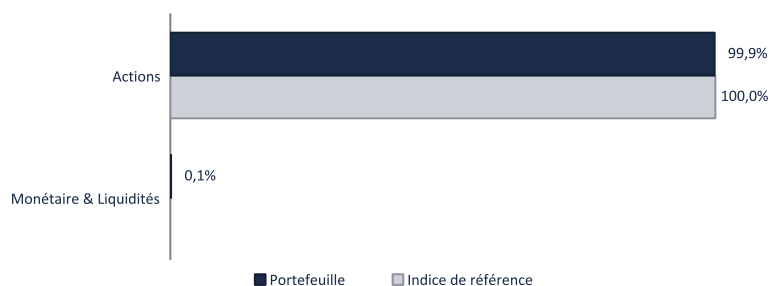 Actions
99,9%
100,0%
Monétaire & Liquidités
0,1%
Portefeuille
Indice de référence